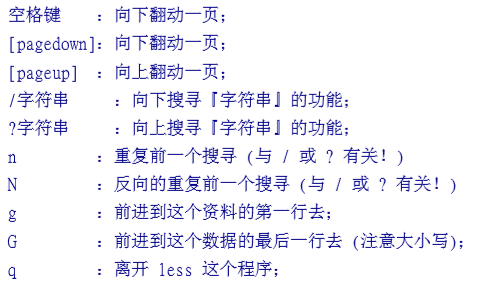 空格键    ：向下翻动一页；
[pagedown]：向下翻动一页；
[pageup]  ：向上翻动一页；
/字符串     ：向下搜寻『字符串』的功能；
?字符串     ：向上搜寻『字符串』的功能；
n         ：重复前一个搜寻 (与 / 或 ? 有关！)
N         ：反向的重复前一个搜寻 (与 / 或 ? 有关！)
g         ：前进到这个资料的第一行去；
G         ：前进到这个数据的最后一行去 (注意大小写)；
q         ：离开 less 这个程序；